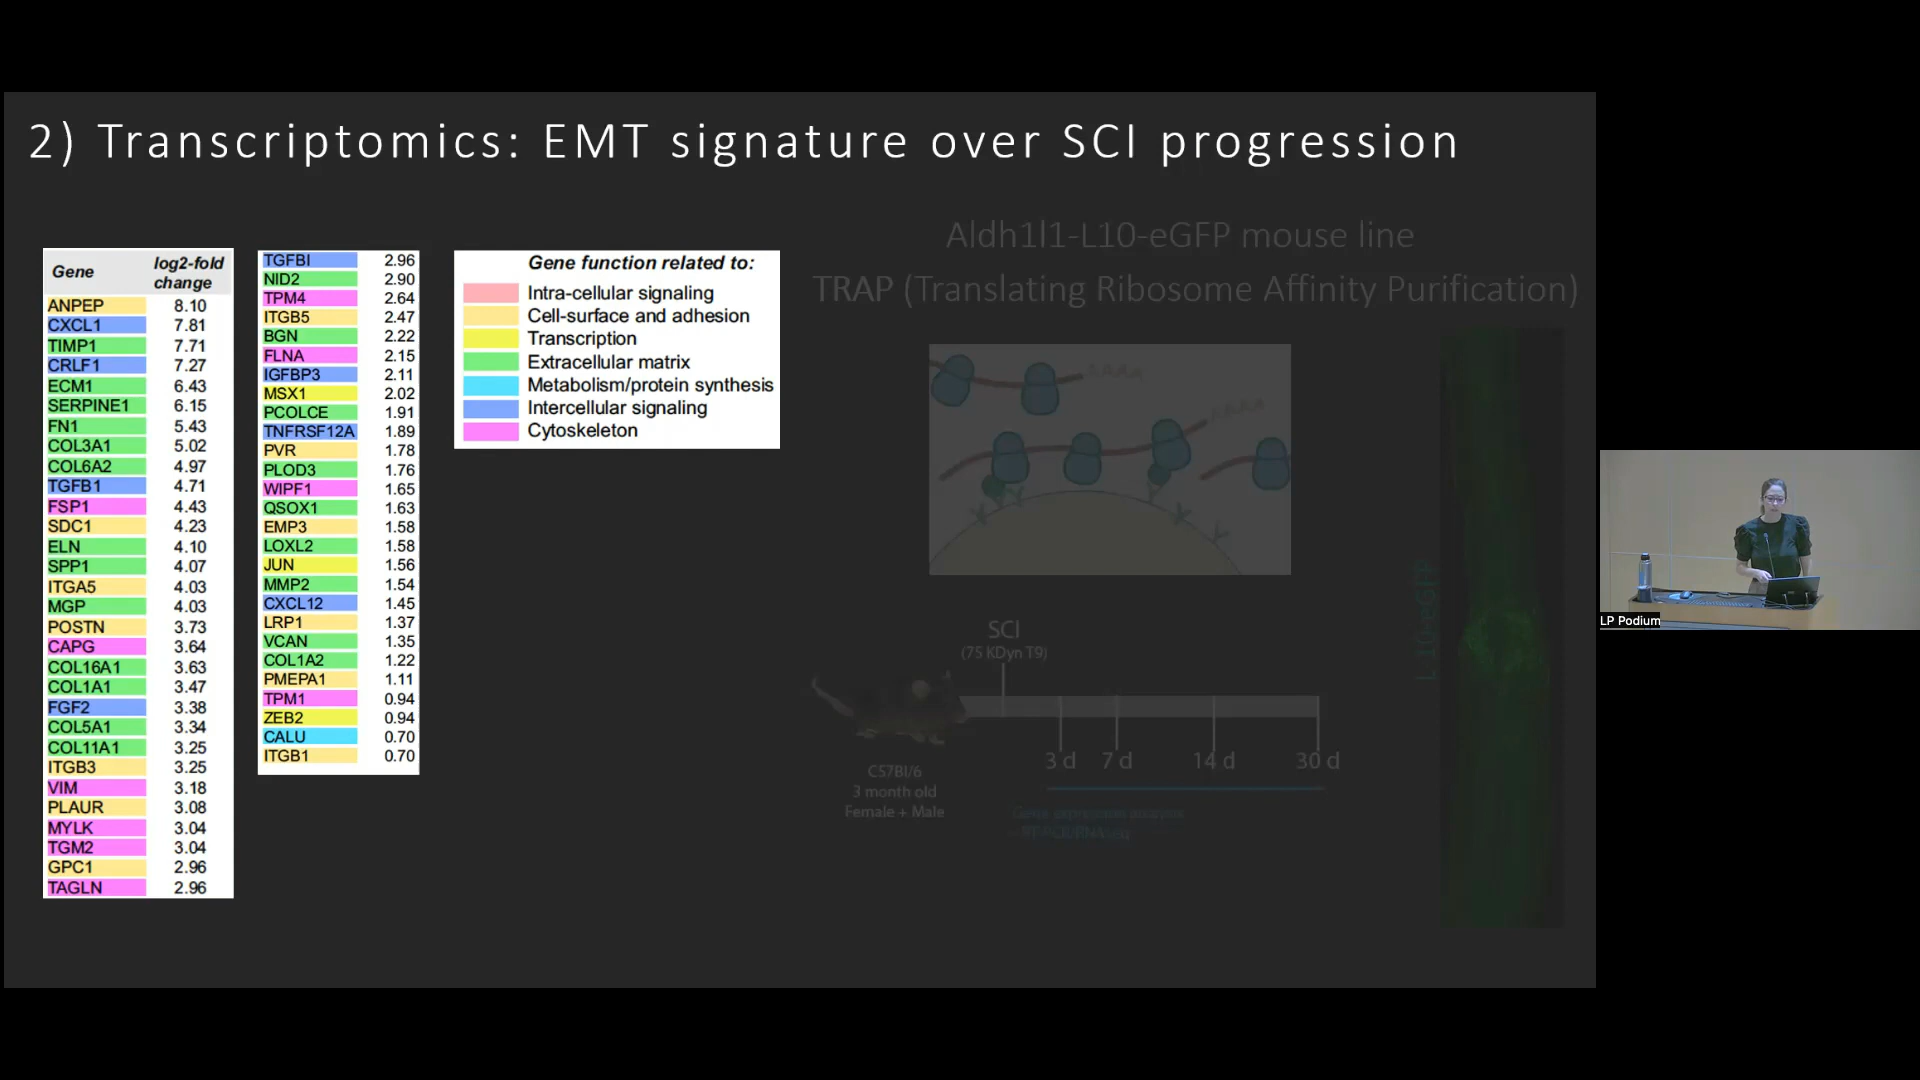 2) Transcriptomics: EMT signature over SCI progression
Gene log2-fold change
ANPEP 8.10
CXCL1 7.81
TIMP1 7.71
CRLF1 7.27
ECM1 6.43
SERPINE1 6.15
FN1 5.43
COL3A1 5.02
COL6A2 4.97
TGFB1 4.71
FSP1 4.43
SDC1 4.23
ELN 4.10
SPP1 4.07
ITGA5 4.03
MGP 4.03
POSTN 3.73
CAPG 3.64
COL16A1 3.63
COL1A1 3.47
FGF2 3.38
COL5A1 3.34
COL11A1 3.25
ITGB3 3.25
VIM 3.18
PLAUR 3.08
MYLK 3.04
TGM2 3.04
GPC1 2.96
TAGLN 2.96
TGFBI 2.96
NID2 2.90
TPM4 2.64
ITGB5 2.47
BGN 2.22
FLNA 2.15
IGFBP3 2.11
MSX1 2.02
PCOLCE 1.91
TNFRSF12A 1.89
PVR 1.78
PLOD3 1.76
WIPF1 1.65
QSOX1 1.63
EMP3 1.58
LOXL2 1.58
JUN 1.56
MMP2 1.54
CXCL12 1.45
LRP1 1.37
VCAN 1.35
COL1A2 1.22
PMEPA1 1.11
TPM1 0.94
ZEB2 0.94
CALU 0.70
ITGB1 0.70
Gene function related to:
Intra-cellular signaling
Cell-surface and adhesion
Transcription
Extracellular matrix
Metabolism/protein synthesis
Intercellular signaling
Cytoskeleton
Aldh1l1-L10-eGFP mouse line
TRAP (Translating Ribosome Affinity Purification)
AAAA
AAAA
SCI
(75 KDyn T9)
3 d 7 d 14 d 30 d
C57Bl/6
3 month old
Female + Male
L10-eGFP
LP Podium